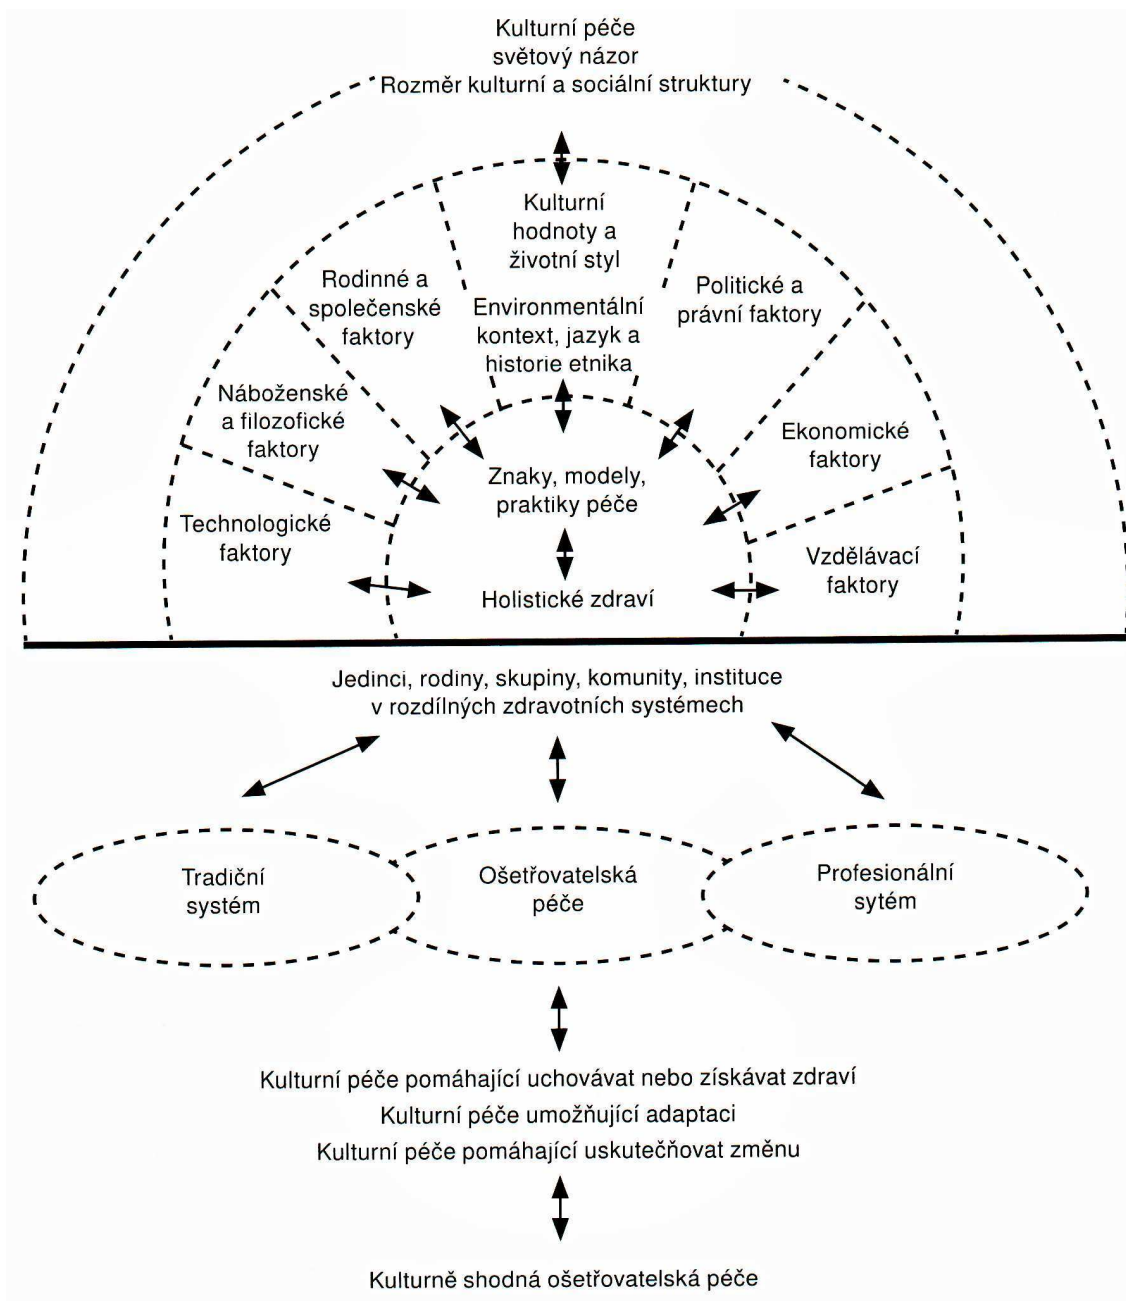 Kulturní péče
světový názor
Rozměr kulturní a sociální struktury
Kulturní
hodnoty a
životní styl
Rodinné a
společenské
faktory
Politické a
právní faktory
Environmentální
kontext, jazyk a
historie etnika
Náboženské
a filozofické
faktory
Ekonomické
faktory
Znaky, modely,
praktiky péče
Technologické
faktory
Vzdělávací
faktory
Holistické zdraví
Jedinci, rodiny, skupiny, komunity, instituce
v rozdílných zdravotních systémech
Tradiční
systém
Ošetřovatelská
péče
Profesionální
sytém
Kulturní péče pomáhající uchovávat nebo získávat zdraví
Kulturní péče umožňující adaptaci
Kulturní péče pomáhající uskutečňovat změnu
Kulturně shodná ošetřovatelská péče